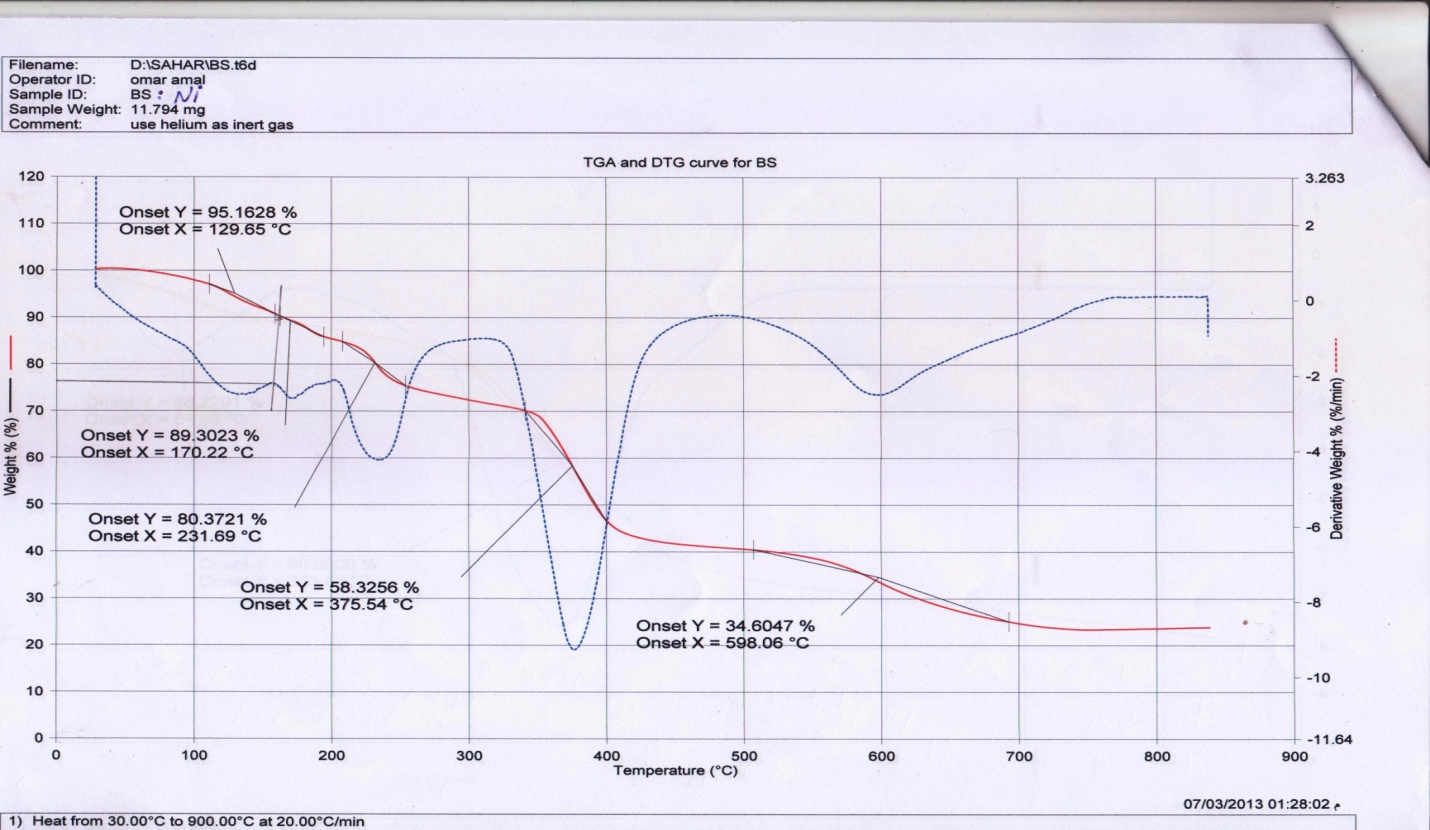 Filename: D:\SAHAR\BS.t6d
Operator ID: omar amal
Sample ID: BS : Ni
Sample Weight: 11.794 mg
Comment: use helium as inert gas
TGA and DTG curve for BS
120
110
100
90
80
70
60
50
40
30
20
10
0
Weight % (%)
Onset Y = 95.1628 %
Onset X = 129.65 °C
Onset Y = 89.3023 %
Onset X = 170.22 °C
Onset Y = 80.3721 %
Onset X = 231.69 °C
Onset Y = 58.3256 %
Onset X = 375.54 °C
Onset Y = 34.6047 %
Onset X = 598.06 °C
3.263
2
0
-2
-4
-6
-8
-10
-11.64
Derivative Weight % (%/min)
0 100 200 300 400 500 600 700 800 900
Temperature (°C)
07/03/2013 01:28:02 م
1) Heat from 30.00°C to 900.00°C at 20.00°C/min